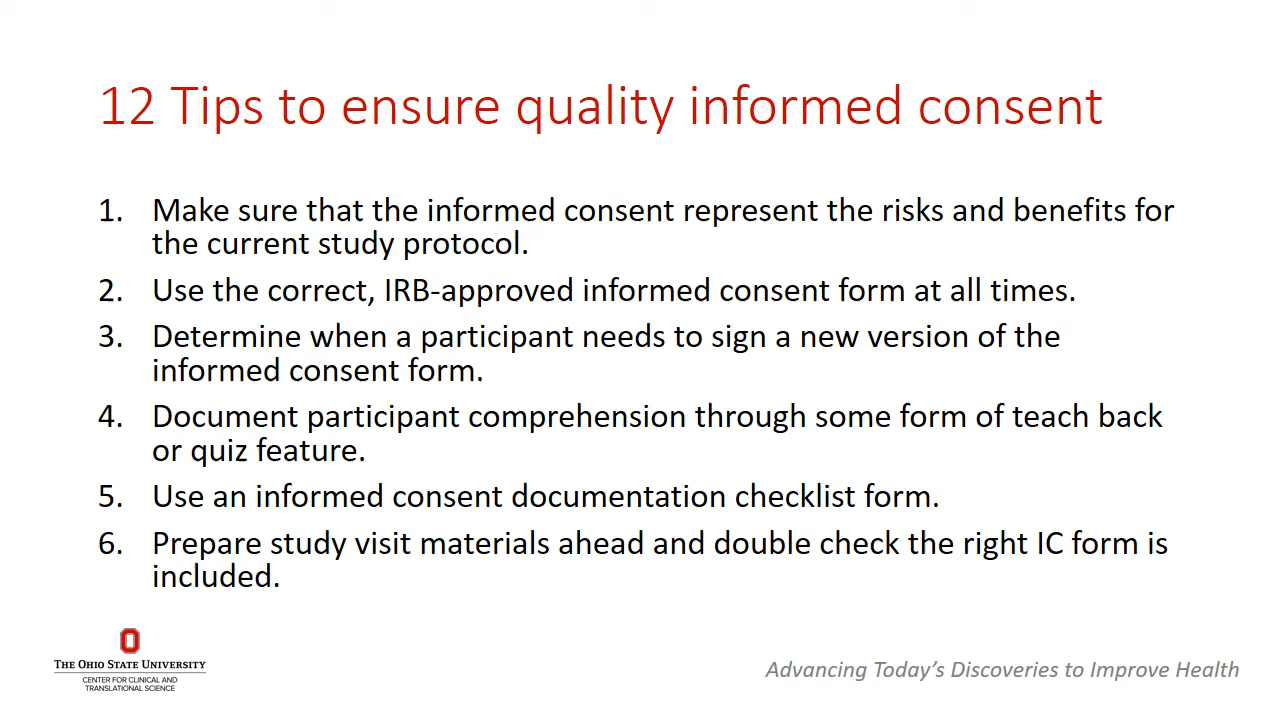 12 Tips to ensure quality informed consent
1. Make sure that the informed consent represent the risks and benefits for
the current study protocol.
2. Use the correct, IRB-approved informed consent form at all times.
3. Determine when a participant needs to sign a new version of the
informed consent form.
4. Document participant comprehension through some form of teach back
or quiz feature.
5. Use an informed consent documentation checklist form.
6. Prepare study visit materials ahead and double check the right IC form is
included.
THE OHIO STATE UNIVERSITY
CENTER FOR CLINICAL AND
TRANSLATIONAL SCIENCE
Advancing Today's Discoveries to Improve Health